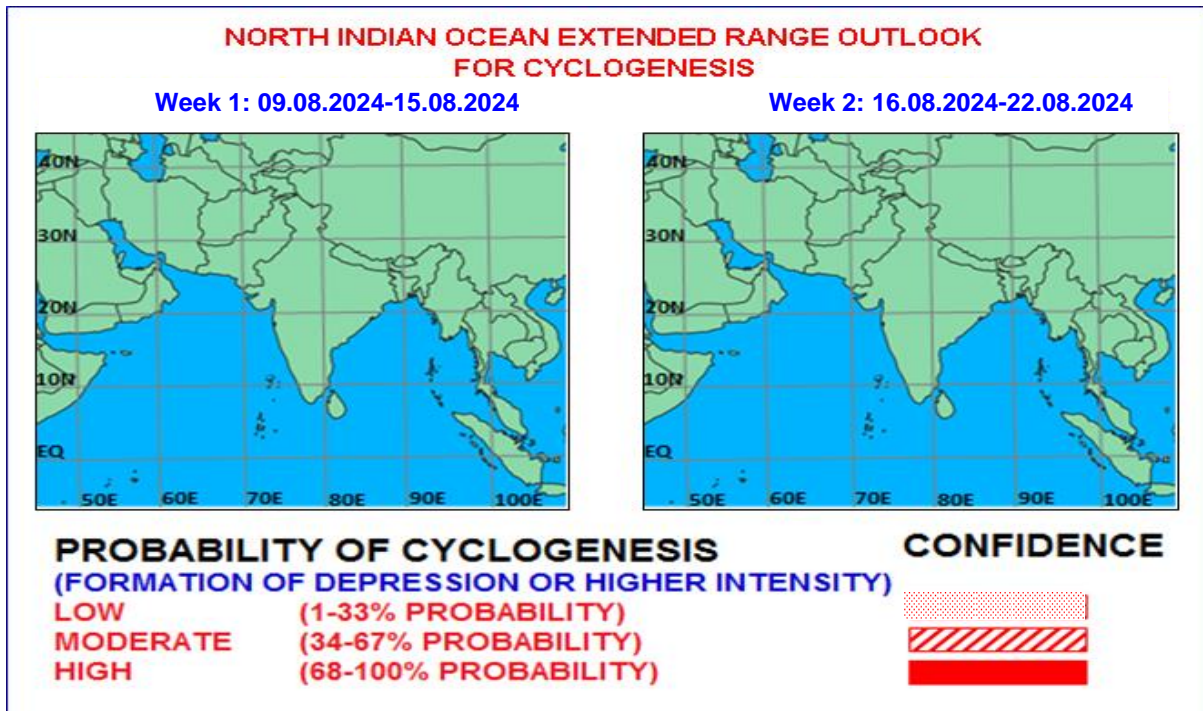 NORTH INDIAN OCEAN EXTENDED RANGE OUTLOOK
FOR CYCLOGENESIS
Week 1: 09.08.2024-15.08.2024
Week 2: 16.08.2024-22.08.2024
40N
30N
20N
10N
EQ
50E 60E 70E 80E 90E 100E
40N
30N
20N
10N
EQ
50E 60E 70E 80E 90E 100E
PROBABILITY OF CYCLOGENESIS
(FORMATION OF DEPRESSION OR HIGHER INTENSITY)
LOW (1-33% PROBABILITY)
MODERATE (34-67% PROBABILITY)
HIGH (68-100% PROBABILITY)
CONFIDENCE